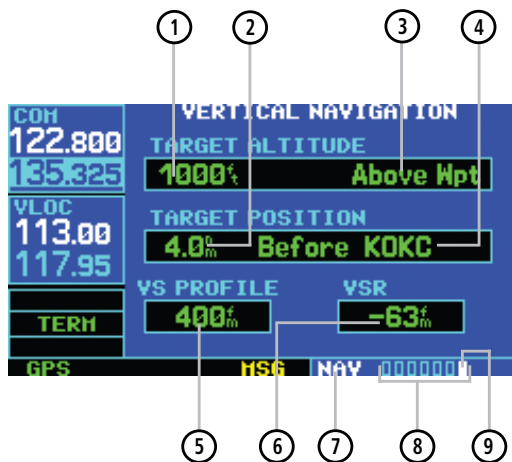 1 2 3 4
COM
122.800
135.325
VLOC
113.00
117.95
TERM
GPS
VERTICAL NAVIGATION
TARGET ALTITUDE
1000ft Above Wpt
TARGET POSITION
4.0nm Before KOKC
VS PROFILE VSR
400fm -63fm
MSG NAV
5 6 7 8 9